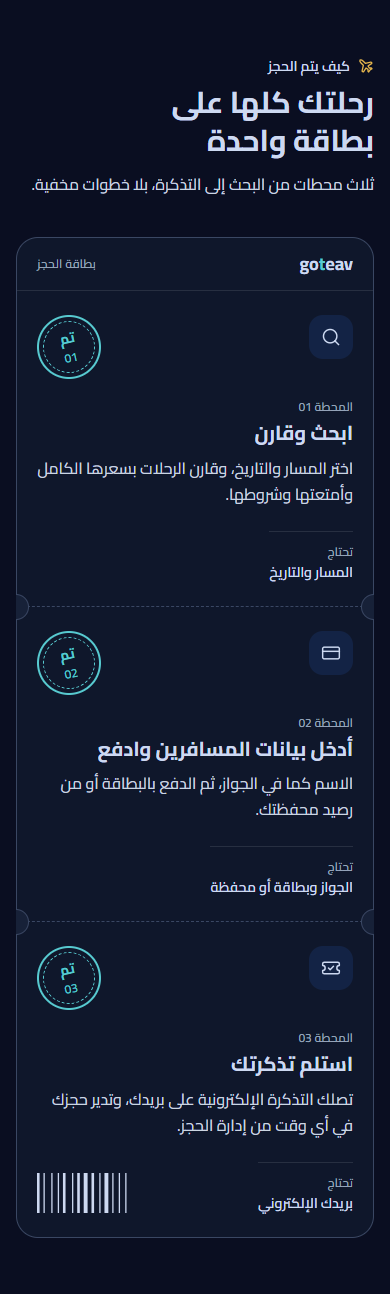 كيف يتم الحجز
رحلتك كلها على
بطاقة واحدة
ثلاث محطات من البحث إلى التذكرة، بلا خطوات مخفية.
goteav
بطاقة الحجز
تم
01
المحطة 01
ابحث وقارن
اختر المسار والتاريخ، وقارن الرحلات بسعرها الكامل
وأمتعتها وشروطها.
تحتاج
المسار والتاريخ
تم
02
المحطة 02
أدخل بيانات المسافرين وادفع
الاسم كما في الجواز، ثم الدفع بالبطاقة أو من
رصيد محفظتك.
تحتاج
الجواز وبطاقة أو محفظة
تم
03
المحطة 03
استلم تذكرتك
تصلك التذكرة الإلكترونية على بريدك، وتدير حجزك
في أي وقت من إدارة الحجز.
تحتاج
بريدك الإلكتروني